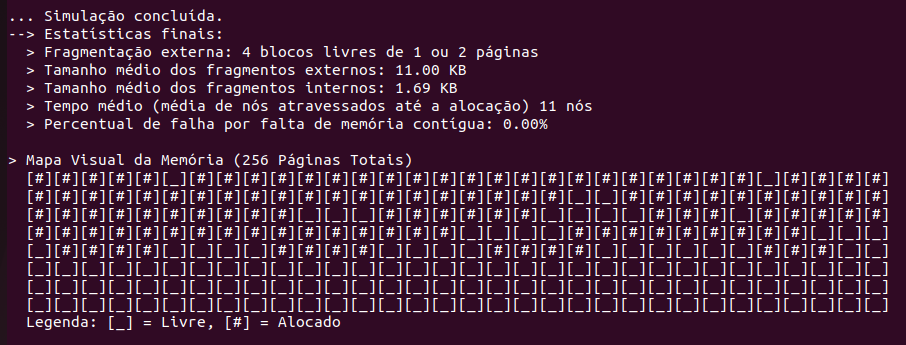 ... Simulação concluída.
--> Estatísticas finais:
> Fragmentação externa: 4 blocos livres de 1 ou 2 páginas
> Tamanho médio dos fragmentos externos: 11.00 KB
> Tamanho médio dos fragmentos internos: 1.69 KB
> Tempo médio (média de nós atravessados até a alocação) 11 nós
> Percentual de falha por falta de memória contígua: 0.00%
> Mapa Visual da Memória (256 Páginas Totais)
[#][#][#][#][#][_][#][#][#][#][#][#][#][#][#][#][#][#][#][#][#][#][#][#][#][#][#][_][#][#][#][#]
[#][#][#][#][#][#][#][#][#][#][#][#][#][#][#][#][#][#][#][#][_][_][#][#][#][#][#][#][#][#][#][#]
[#][#][#][#][#][#][#][#][#][#][_][_][_][#][#][#][#][#][#][_][_][_][_][#][#][#][_][#][#][#][#][#]
[#][#][#][#][#][#][#][#][#][#][#][#][#][#][#][#][_][_][_][_][#][#][#][#][#][#][#][#][#][_][_][_]
[_][#][#][#][#][_][_][_][_][#][#][#][#][_][_][_][_][#][#][#][#][_][_][_][_][_][_][#][#][#][_][_]
[_][_][_][_][_][_][_][_][_][_][_][_][_][_][_][_][_][_][_][_][_][_][_][_][_][_][_][_][_][_][_][_]
[_][_][_][_][_][_][_][_][_][_][_][_][_][_][_][_][_][_][_][_][_][_][_][_][_][_][_][_][_][_][_][_]
[_][_][_][_][_][_][_][_][_][_][_][_][_][_][_][_][_][_][_][_][_][_][_][_][_][_][_][_][_][_][_][_]
Legenda: [_] = Livre, [#] = Alocado